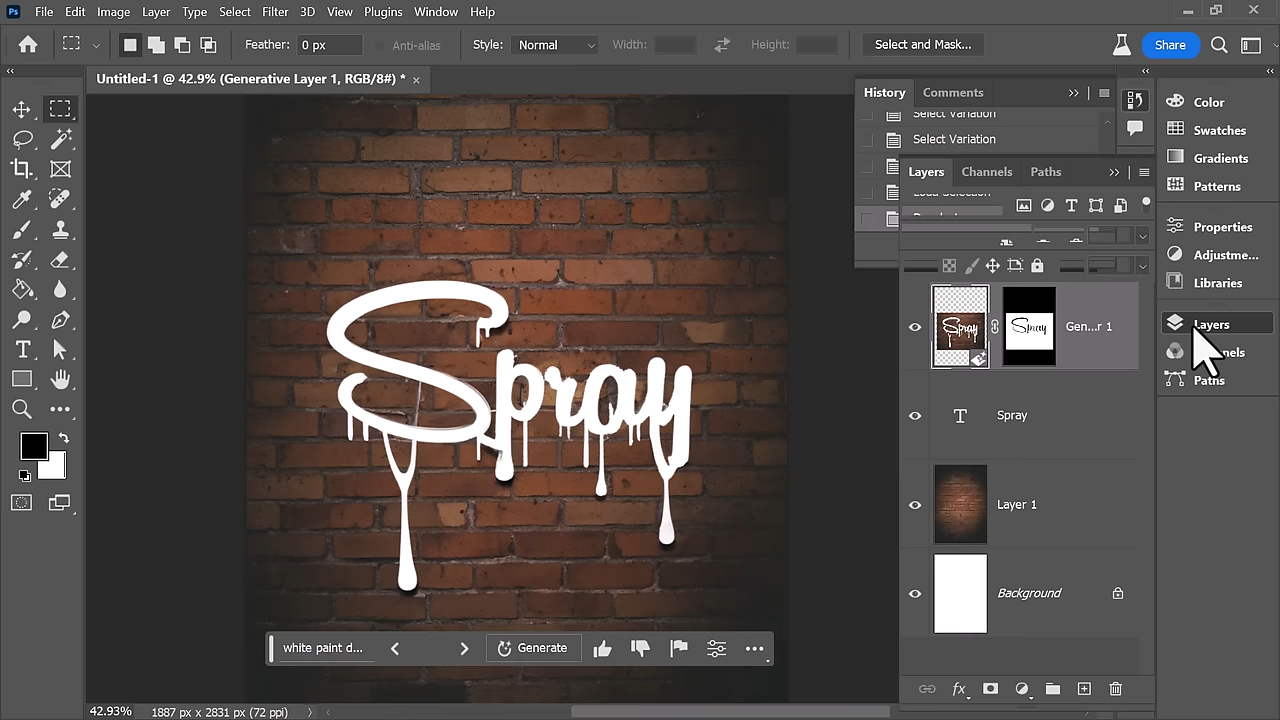 Ps File Edit Image Layer Type Select Filter 3D View Plugins Window Help
Feather: 0 px Anti-alias Style: Normal Width: Height: Select and Mask... Share
Untitled-1 @ 42.9% (Generative Layer 1, RGB/8#) * ×
History Comments
Select Variation
Select Variation
Layers Channels Paths
Color
Swatches
Gradients
Patterns
Properties
Adjustme...
Libraries
Layers
Paths
Gen...r 1
Spray
Layer 1
Background
Spray
white paint d... Generate
42.93% 1887 px x 2831 px (72 ppi)